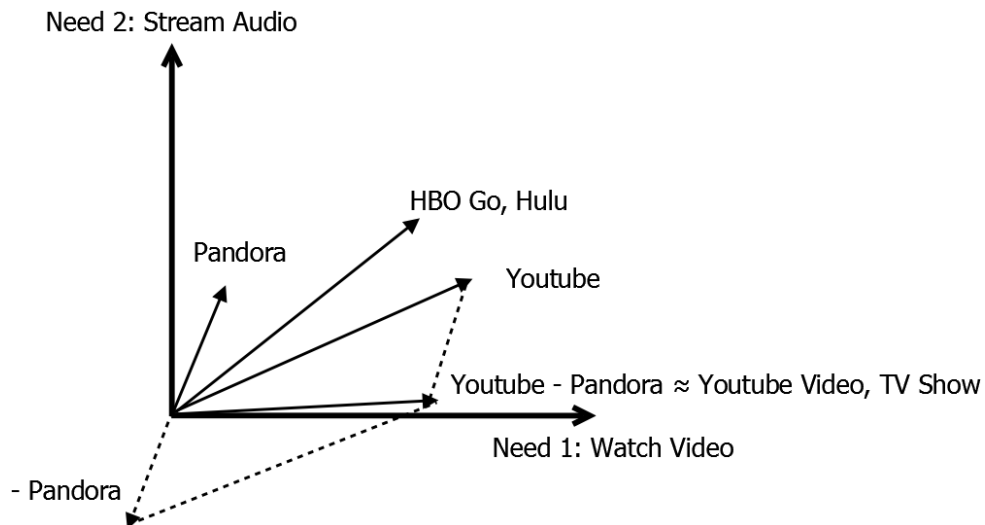 Need 2: Stream Audio
HBO Go, Hulu
Pandora
Youtube
Youtube - Pandora ≈ Youtube Video, TV Show
Need 1: Watch Video
- Pandora